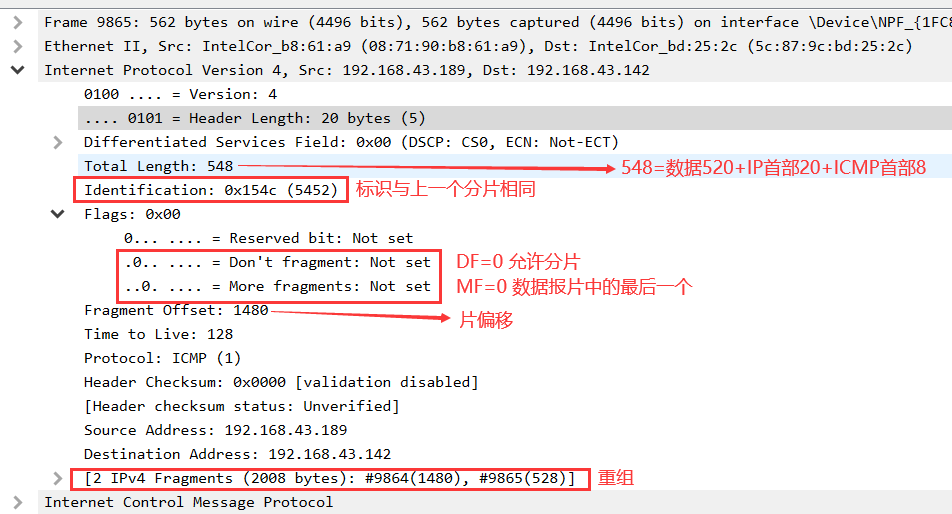 Frame 9865: 562 bytes on wire (4496 bits), 562 bytes captured (4496 bits) on interface \Device\NPF_{1FC8
Ethernet II, Src: IntelCor_b8:61:a9 (08:71:90:b8:61:a9), Dst: IntelCor_bd:25:2c (5c:87:9c:bd:25:2c)
Internet Protocol Version 4, Src: 192.168.43.189, Dst: 192.168.43.142
0100 .... = Version: 4
.... 0101 = Header Length: 20 bytes (5)
Differentiated Services Field: 0x00 (DSCP: CS0, ECN: Not-ECT)
Total Length: 548 548=数据520+IP首部20+ICMP首部8
Identification: 0x154c (5452) 标识与上一个分片相同
Flags: 0x00
0... .... = Reserved bit: Not set
.0.. .... = Don't fragment: Not set DF=0 允许分片
..0. .... = More fragments: Not set MF=0 数据报片中的最后一个
Fragment Offset: 1480 片偏移
Time to Live: 128
Protocol: ICMP (1)
Header Checksum: 0x0000 [validation disabled]
[Header checksum status: Unverified]
Source Address: 192.168.43.189
Destination Address: 192.168.43.142
[2 IPv4 Fragments (2008 bytes): #9864(1480), #9865(528)] 重组
Internet Control Message Protocol